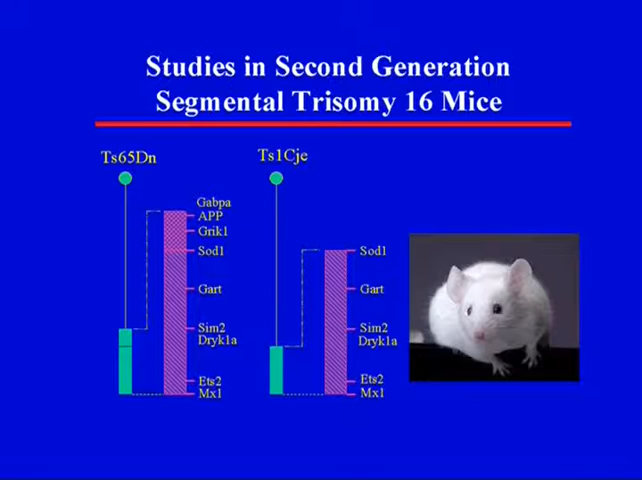 Studies in Second Generation
Segmental Trisomy 16 Mice
Ts65Dn
Gabpa
APP
Grik1
Sod1
Gart
Sim2
Dryk1a
Ets2
Mx1
Ts1Cje
Sod1
Gart
Sim2
Dryk1a
Ets2
Mx1